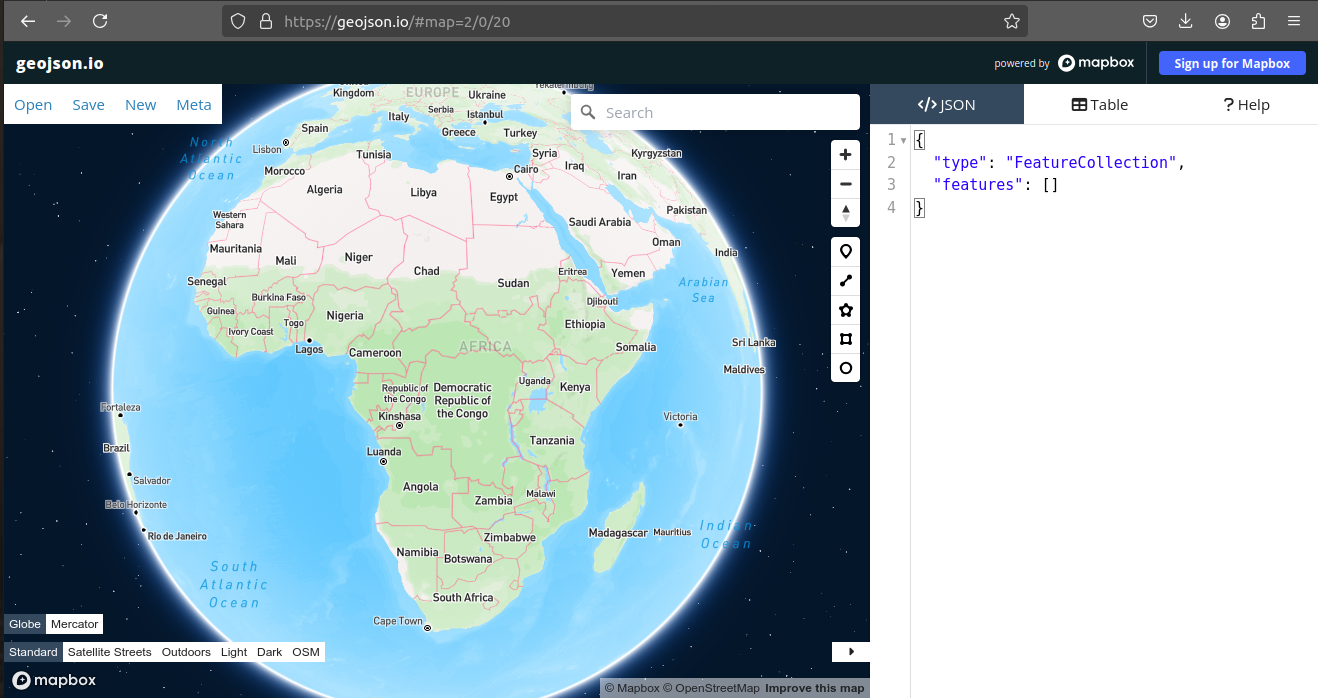 https://geojson.io/#map=2/0/20
geojson.io
powered by mapbox
Sign up for Mapbox
Open Save New Meta
Search
</> JSON
Table
? Help
1 {
2 "type": "FeatureCollection",
3 "features": []
4 }
Kingdom
EUROPE
Ukraine
Yekaterinburg
Serbia
Italy
Istanbul
Spain
Greece
Turkey
North
Atlantic
Ocean
Lisbon
Tunisia
Syria
Kyrgyzstan
Morocco
Cairo
Iraq
Iran
Algeria
Libya
Egypt
Western
Sahara
Saudi Arabia
Pakistan
Mauritania
Oman
India
Mali
Niger
Chad
Eritrea
Yemen
Senegal
Sudan
Arabian
Sea
Burkina Faso
Djibouti
Guinea
Togo
Nigeria
Ethiopia
Ivory Coast
Lagos
Cameroon
AFRICA
Somalia
Sri Lanka
Maldives
Uganda
Kenya
Republic of
the Congo
Democratic
Republic of
the Congo
Fortaleza
Kinshasa
Victoria
Brazil
Luanda
Tanzania
Salvador
Angola
Zambia
Malawi
Belo Horizonte
Rio de Janeiro
Zimbabwe
Madagascar
Mauritius
Indian
Ocean
Namibia
Botswana
South
Atlantic
Ocean
South Africa
Cape Town
Globe Mercator
Standard Satellite Streets Outdoors Light Dark OSM
mapbox
© Mapbox © OpenStreetMap Improve this map